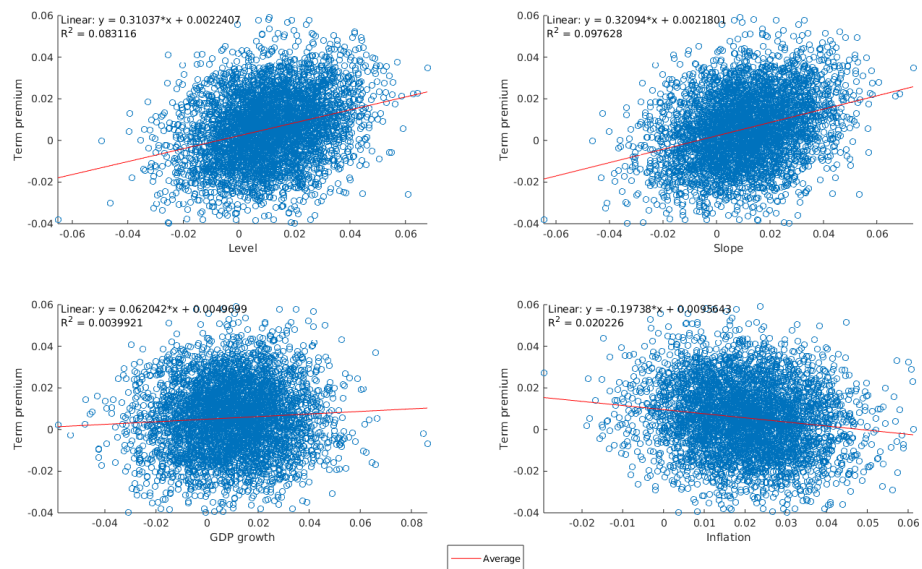 Linear: y = 0.31037*x + 0.0022407
R² = 0.083116
0.06
0.04
0.02
0
-0.02
-0.04
Term premium
-0.06 -0.04 -0.02 0 0.02 0.04 0.06
Level
Linear: y = 0.32094*x + 0.0021801
R² = 0.097628
0.06
0.04
0.02
0
-0.02
-0.04
Term premium
-0.06 -0.04 -0.02 0 0.02 0.04 0.06
Slope
Linear: y = 0.062042*x + 0.0049699
R² = 0.0039921
0.06
0.04
0.02
0
-0.02
-0.04
Term premium
-0.04 -0.02 0 0.02 0.04 0.06 0.08
GDP growth
Linear: y = -0.19738*x + 0.0095643
R² = 0.020226
0.06
0.04
0.02
0
-0.02
-0.04
Term premium
-0.02 -0.01 0 0.01 0.02 0.03 0.04 0.05 0.06
Inflation
Average